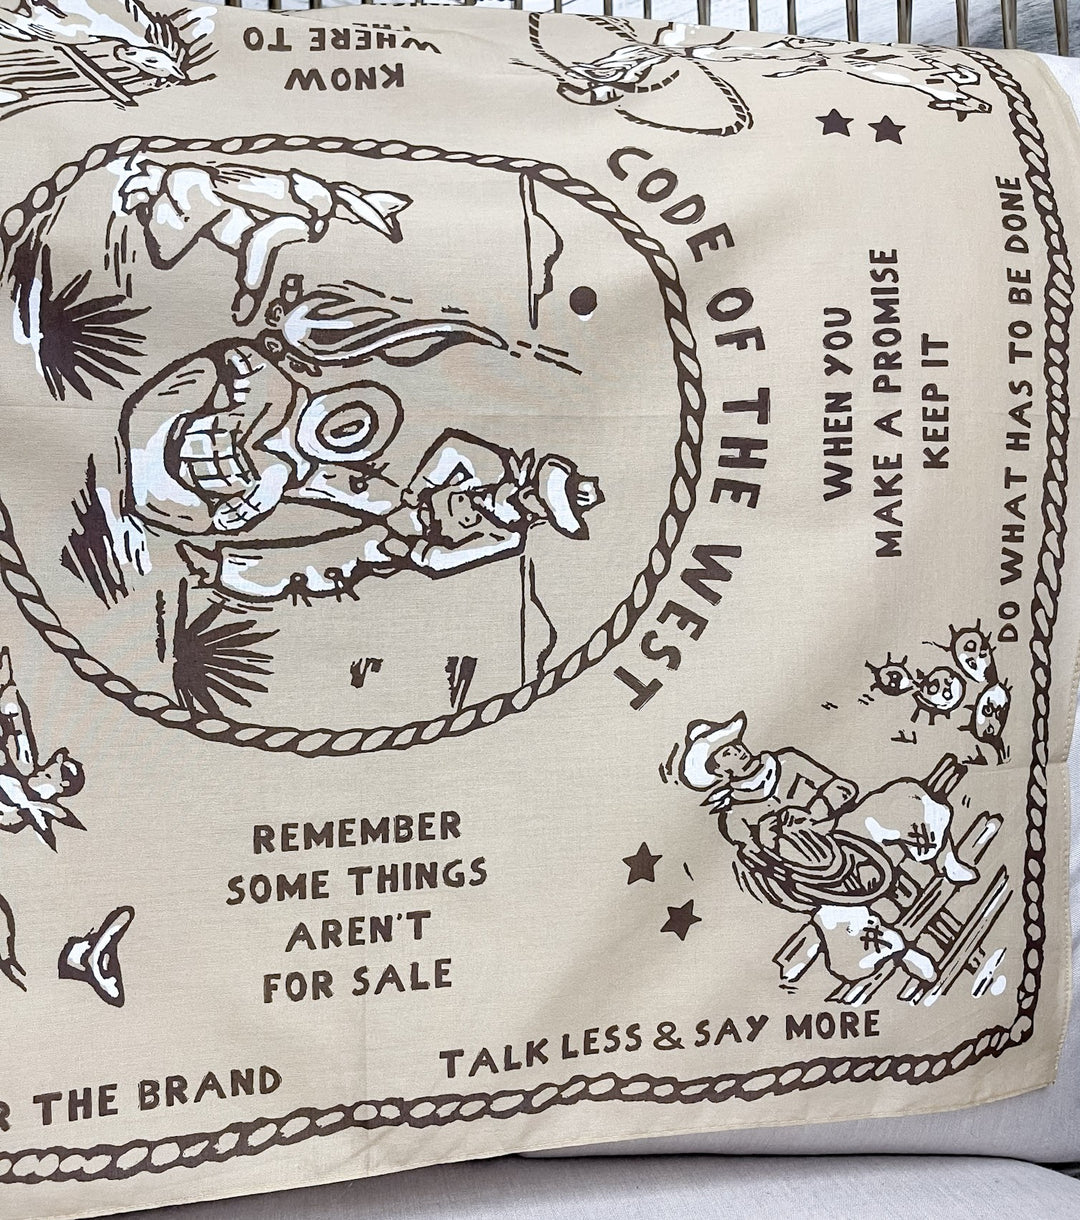 KNOW
WHERE TO
THE
CODE OF THE WEST
WHEN YOU
MAKE A PROMISE
KEEP IT
DO WHAT HAS TO BE DONE
REMEMBER
SOME THINGS
AREN'T
FOR SALE
TALK LESS & SAY MORE
THE BRAND